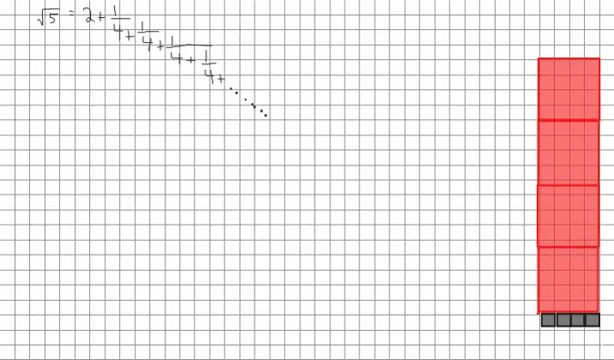 √5 = 2 + 1/(4 + 1/(4 + 1/(4 + 1/(4 + ⋱